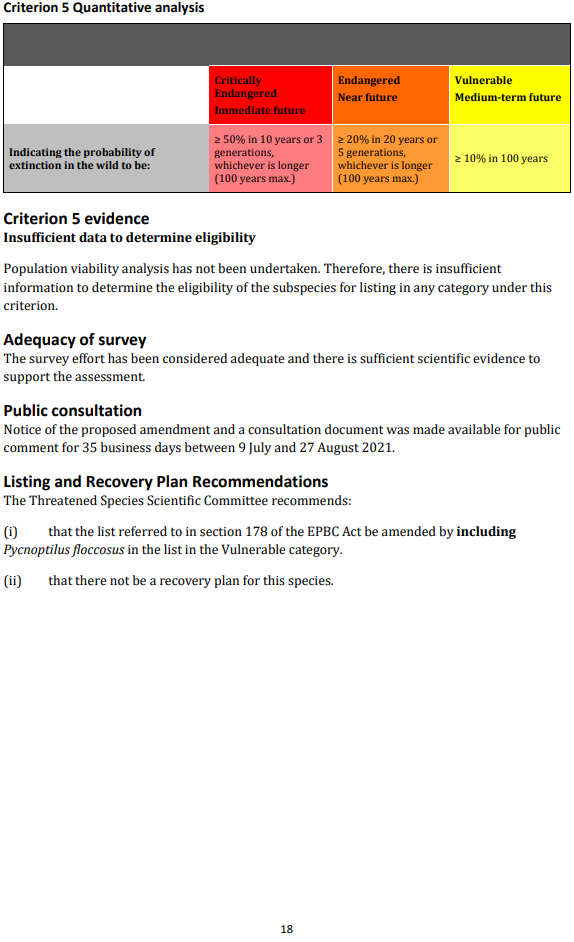 Criterion 5 Quantitative analysis
Critically
Endangered
Immediate future
Endangered
Near future
Vulnerable
Medium-term future
Indicating the probability of
extinction in the wild to be:
≥ 50% in 10 years or 3
generations,
whichever is longer
(100 years max.)
≥ 20% in 20 years or
5 generations,
whichever is longer
(100 years max.)
≥ 10% in 100 years
Criterion 5 evidence
Insufficient data to determine eligibility
Population viability analysis has not been undertaken. Therefore, there is insufficient
information to determine the eligibility of the subspecies for listing in any category under this
criterion.
Adequacy of survey
The survey effort has been considered adequate and there is sufficient scientific evidence to
support the assessment.
Public consultation
Notice of the proposed amendment and a consultation document was made available for public
comment for 35 business days between 9 July and 27 August 2021.
Listing and Recovery Plan Recommendations
The Threatened Species Scientific Committee recommends:
(i) that the list referred to in section 178 of the EPBC Act be amended by including
Pycnoptilus floccosus in the list in the Vulnerable category.
(ii) that there not be a recovery plan for this species.
18